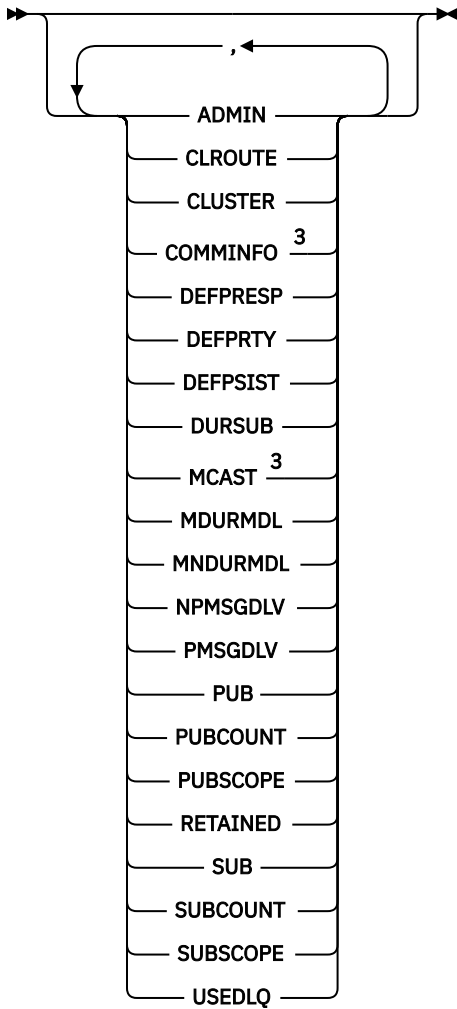 ,
ADMIN
CLROUTE
CLUSTER
COMMINFO 3
DEFPRESP
DEFPRTY
DEFPSIST
DURSUB
MCAST 3
MDURMDL
MNDURMDL
NPMSGDLV
PMSGDLV
PUB
PUBCOUNT
PUBSCOPE
RETAINED
SUB
SUBCOUNT
SUBSCOPE
USEDLQ